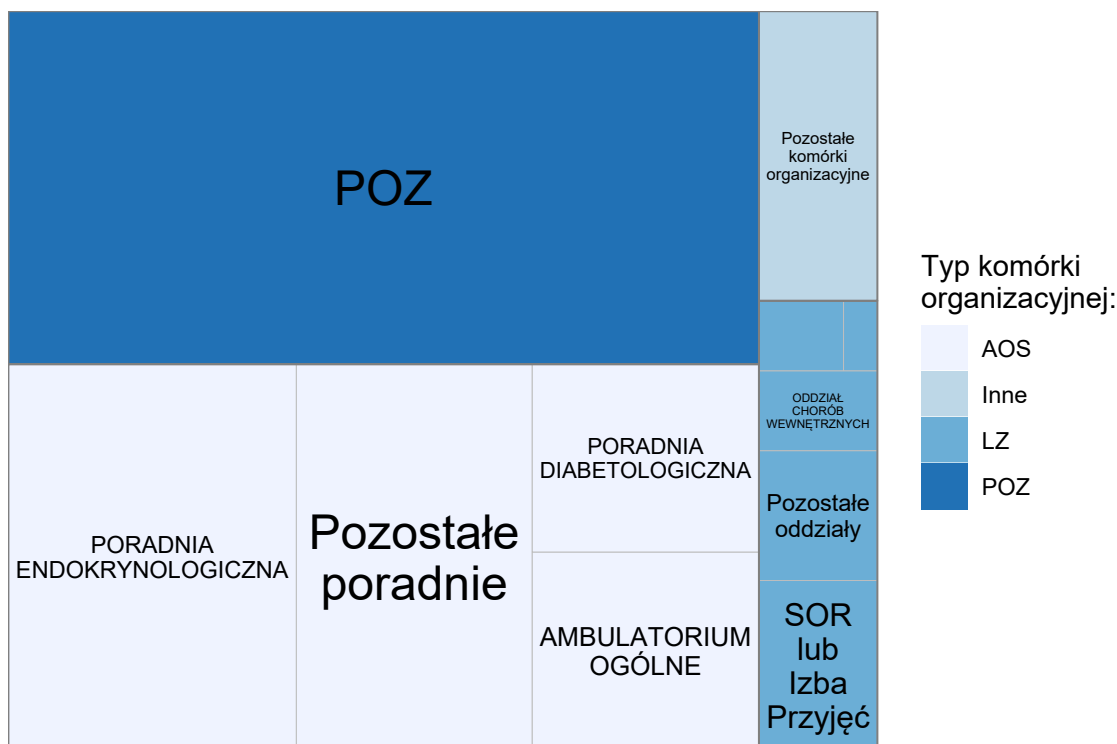 POZ
Pozostałe
komórki
organizacyjne
ODDZIAŁ
CHORÓB
WEWNĘTRZNYCH
Pozostałe
oddziały
SOR
lub
Izba
Przyjęć
PORADNIA
ENDOKRYNOLOGICZNA
Pozostałe
poradnie
PORADNIA
DIABETOLOGICZNA
AMBULATORIUM
OGÓLNE
Typ komórki
organizacyjnej:
AOS
Inne
LZ
POZ